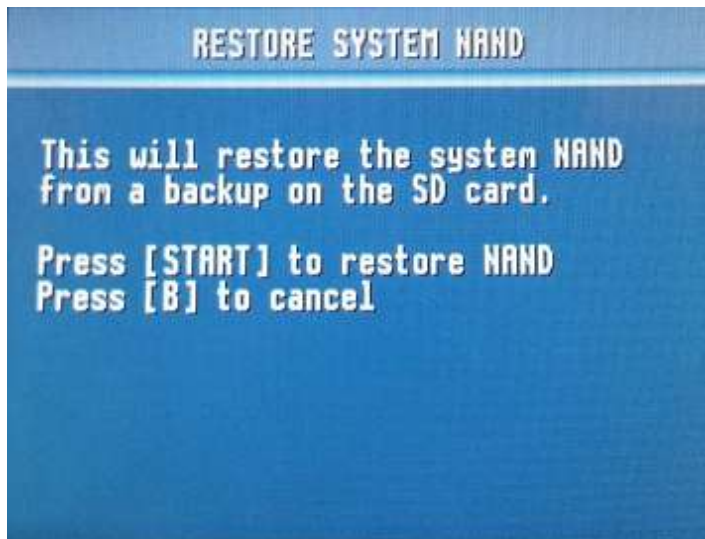 RESTORE SYSTEM NAND
This will restore the system NAND
from a backup on the SD card.
Press [START] to restore NAND
Press [B] to cancel